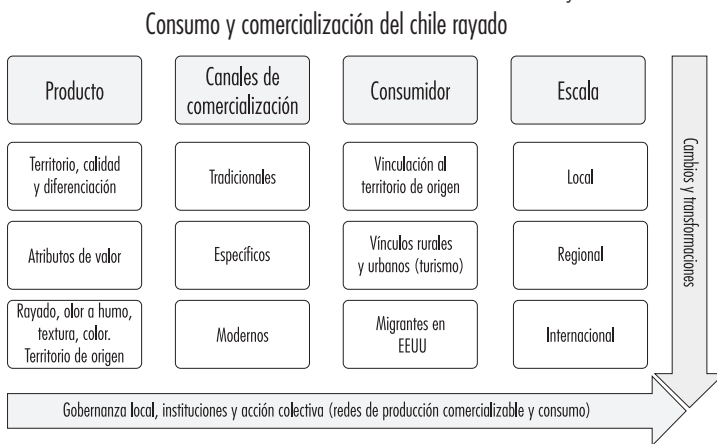 Consumo y comercialización del chile rayado
Producto
Canales de
comercialización
Consumidor
Escala
Territorio, calidad
y diferenciación
Tradicionales
Vinculación al
territorio de origen
Local
Atributos de valor
Específicos
Vínculos rurales
y urbanos (turismo)
Regional
Rayado, olor a humo,
textura, color.
Territorio de origen
Modernos
Migrantes en
EEUU
Internacional
Cambios y transformaciones
Gobernanza local, instituciones y acción colectiva (redes de producción comercializable y consumo)